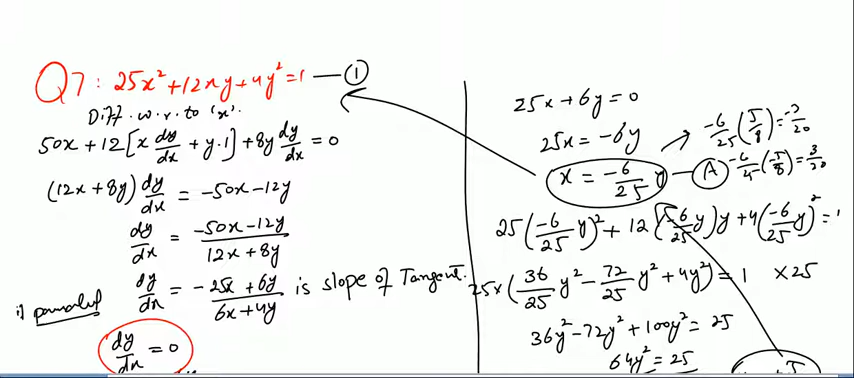 Q7: 25x²+12xy+4y²=1 — ①
Diff. w.r. to 'x'.
50x+12[x dy/dx + y.1]+8y dy/dx = 0
(12x+8y) dy/dx = -50x-12y
dy/dx = (-50x-12y)/(12x+8y)
dy/dx = -(25x+6y)/(6x+4y) is slope of Tangent.
i) parallel
dy/dx = 0
25x+6y=0
25x=-6y
x = -6/25 y — Ⓐ
-6/25 (5/8) = -3/20
-6/4 (-5/8) = 3/20
25(-6/25 y)² + 12(-6/25 y)y + 4(-6/25 y)² = 1
25×(36/25 y² - 72/25 y² + 4y²) = 1 ×25
36y²-72y²+100y² = 25
64y² = 25